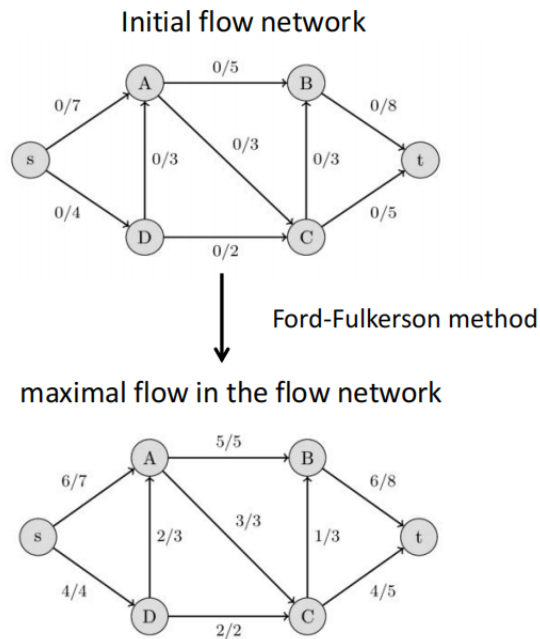 Initial flow network
0/5
A
B
0/7
0/8
0/3
s
0/3
0/3
t
0/4
0/5
D
C
0/2
Ford-Fulkerson method
maximal flow in the flow network
5/5
A
B
6/7
6/8
3/3
s
2/3
1/3
t
4/4
4/5
D
C
2/2